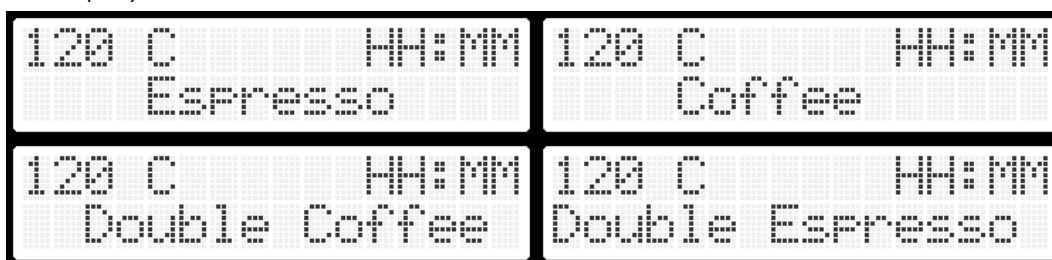 120 C HH:MM
Espresso
120 C HH:MM
Coffee
120 C HH:MM
Double Coffee
120 C HH:MM
Double Espresso